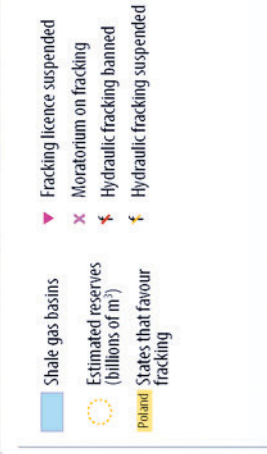 Shale gas basins
Estimated reserves
(billions of m³)
Poland
States that favour
fracking
Fracking licence suspended
Moratorium on fracking
Hydraulic fracking banned
Hydraulic fracking suspended